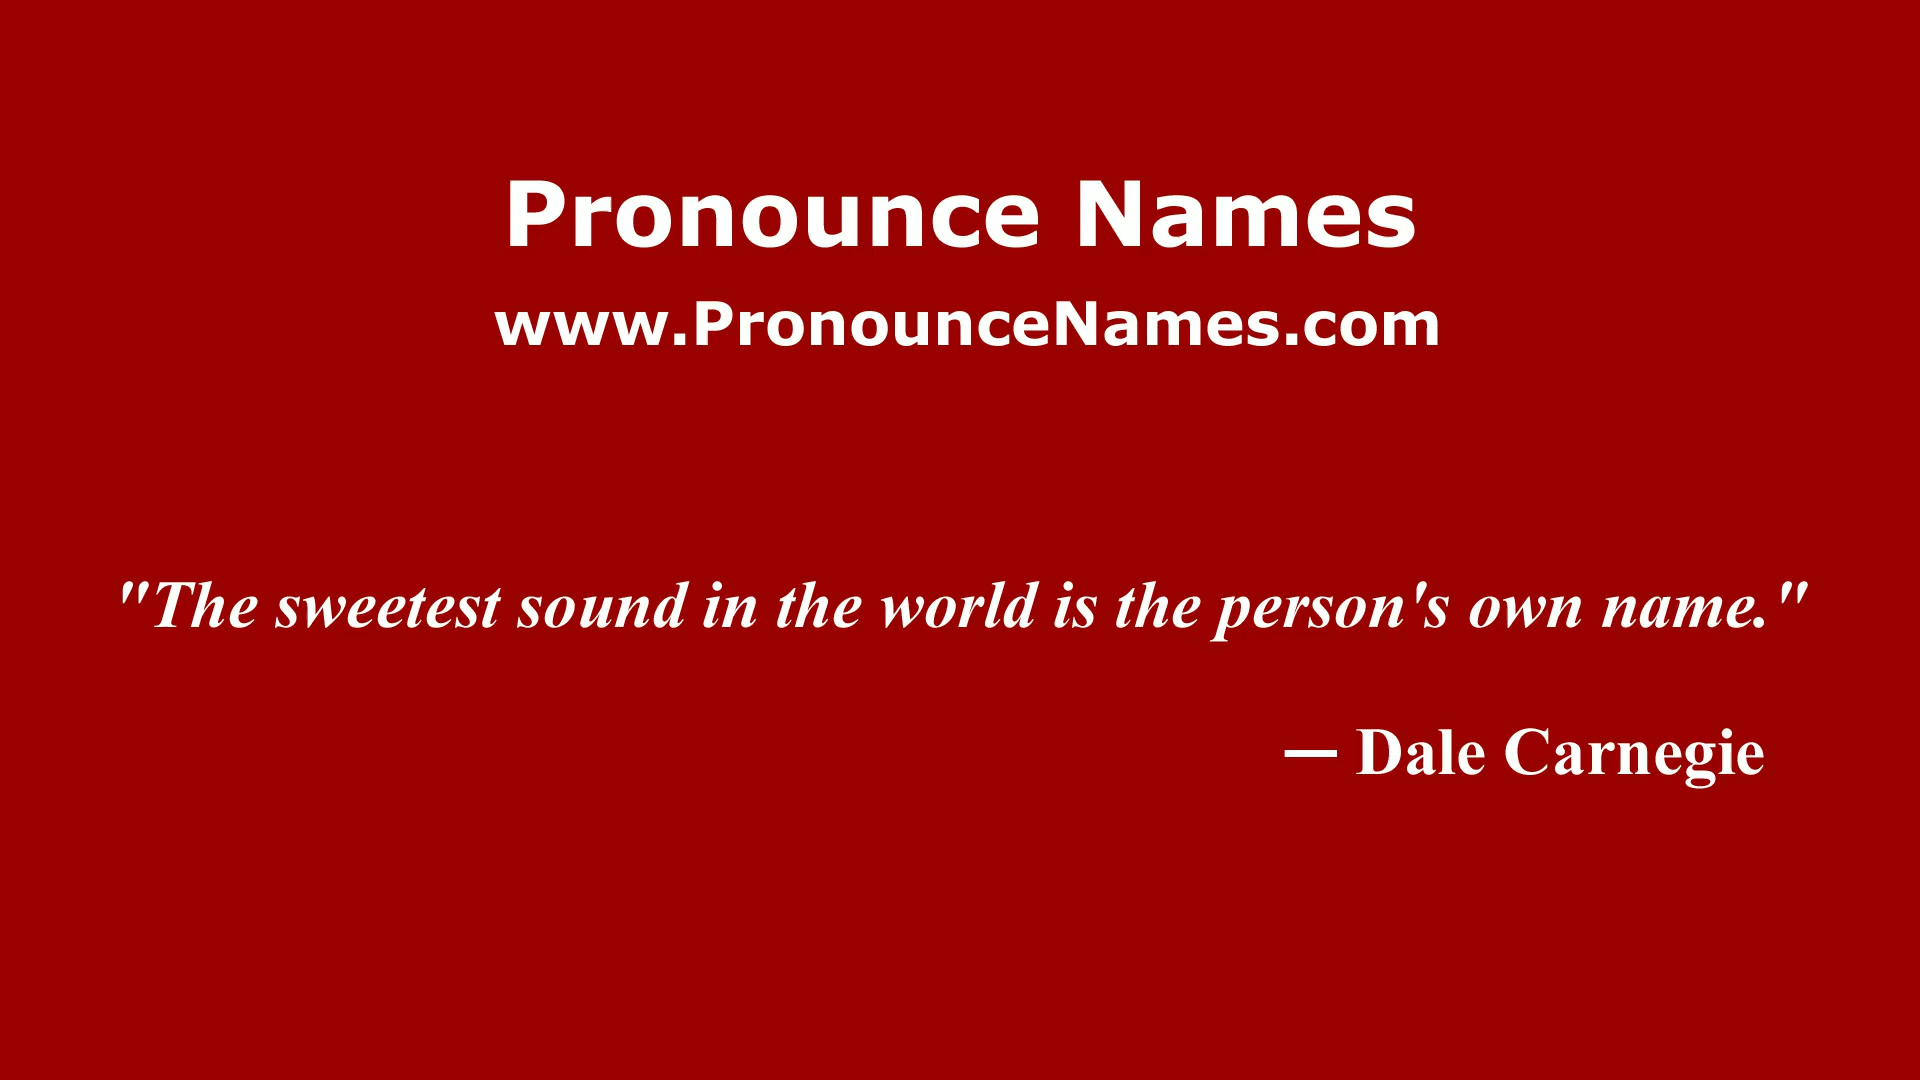 Pronounce Names
www.PronounceNames.com
"The sweetest sound in the world is the person's own name."
— Dale Carnegie